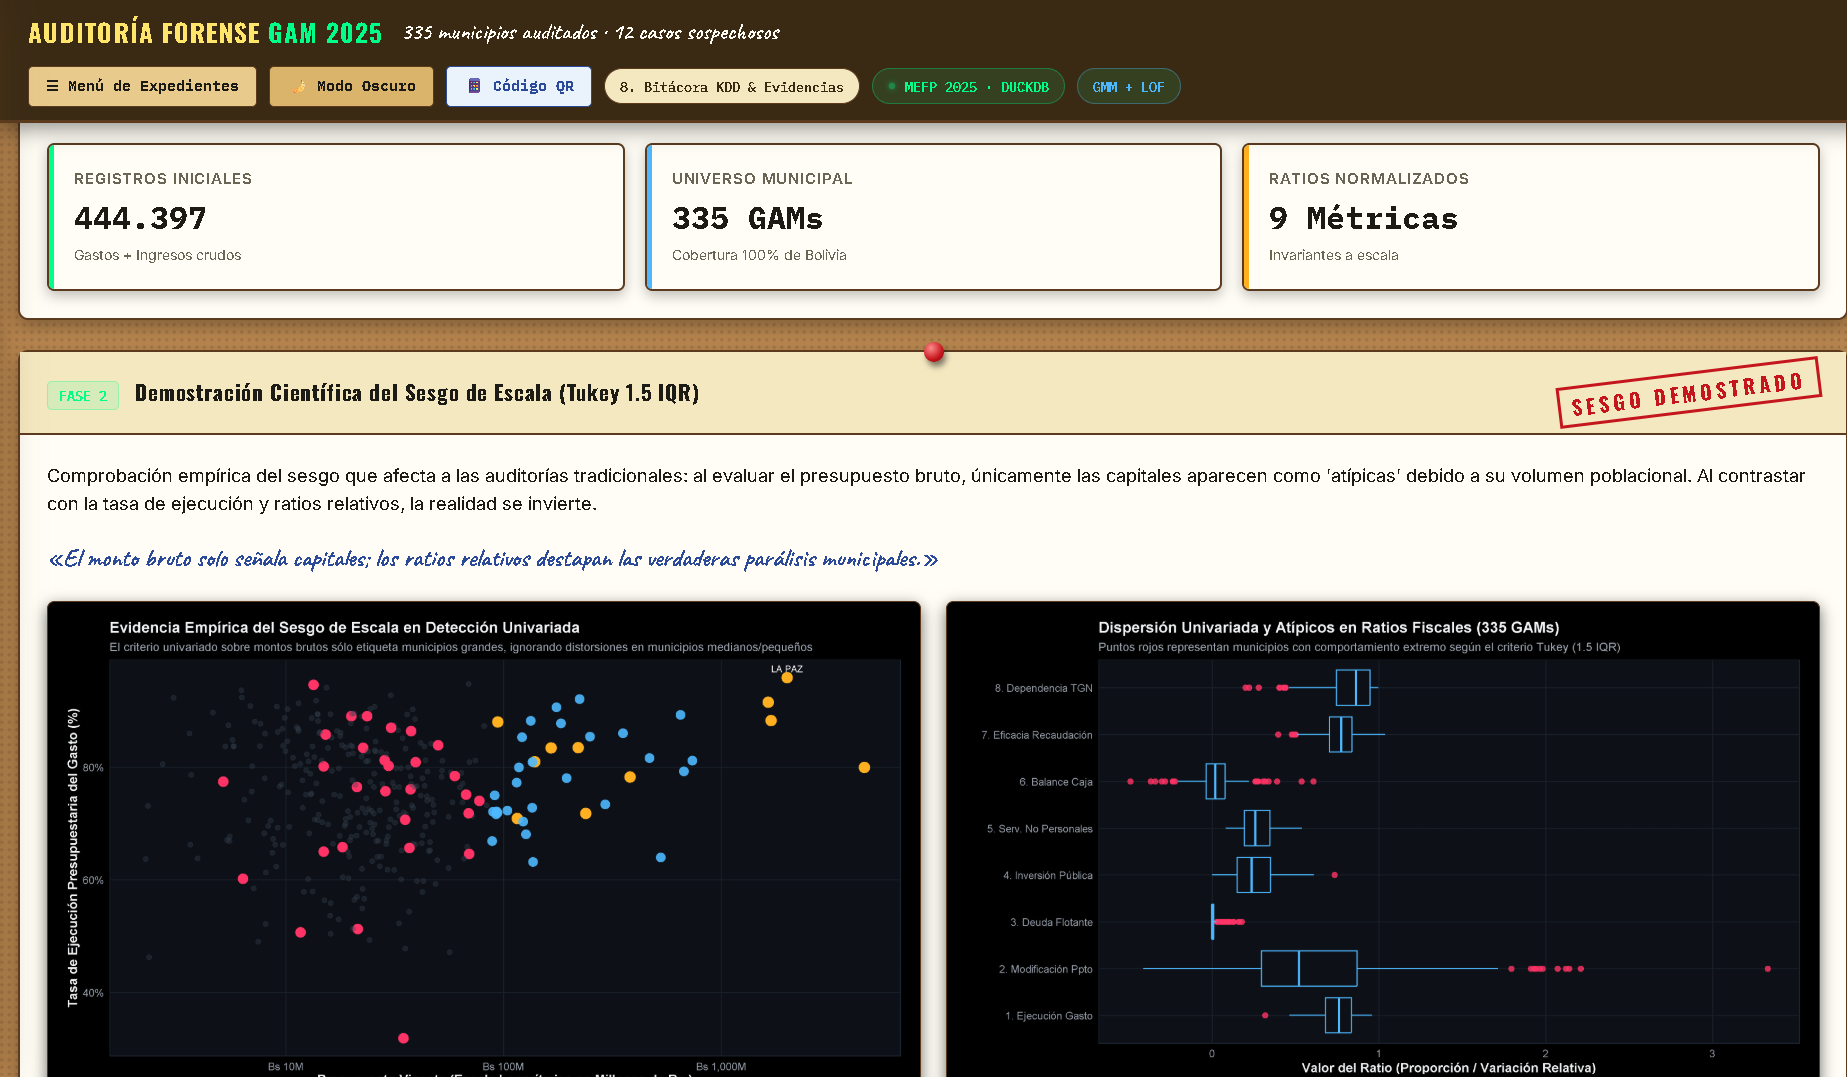 AUDITORÍA FORENSE GAM 2025
335 municipios auditados · 12 casos sospechosos
☰ Menú de Expedientes
Modo Oscuro
Código QR
8. Bitácora KDD & Evidencias
MEFP 2025 · DUCKDB
GMM + LOF
REGISTROS INICIALES
444.397
Gastos + Ingresos crudos
UNIVERSO MUNICIPAL
335 GAMs
Cobertura 100% de Bolivia
RATIOS NORMALIZADOS
9 Métricas
Invariantes a escala
FASE 2
Demostración Científica del Sesgo de Escala (Tukey 1.5 IQR)
SESGO DEMOSTRADO
Comprobación empírica del sesgo que afecta a las auditorías tradicionales: al evaluar el presupuesto bruto, únicamente las capitales aparecen como 'atípicas' debido a su volumen poblacional. Al contrastar
con la tasa de ejecución y ratios relativos, la realidad se invierte.
«El monto bruto solo señala capitales; los ratios relativos destapan las verdaderas parálisis municipales.»
Evidencia Empírica del Sesgo de Escala en Detección Univariada
El criterio univariado sobre montos brutos sólo etiqueta municipios grandes, ignorando distorsiones en municipios medianos/pequeños
LA PAZ
Tasa de Ejecución Presupuestaria del Gasto (%)
80%
60%
40%
Bs 10M
Bs 100M
Bs 1,000M
Dispersión Univariada y Atípicos en Ratios Fiscales (335 GAMs)
Puntos rojos representan municipios con comportamiento extremo según el criterio Tukey (1.5 IQR)
8. Dependencia TGN
7. Eficacia Recaudación
6. Balance Caja
5. Serv. No Personales
4. Inversión Pública
3. Deuda Flotante
2. Modificación Ppto
1. Ejecución Gasto
0
1
2
3
Valor del Ratio (Proporción / Variación Relativa)